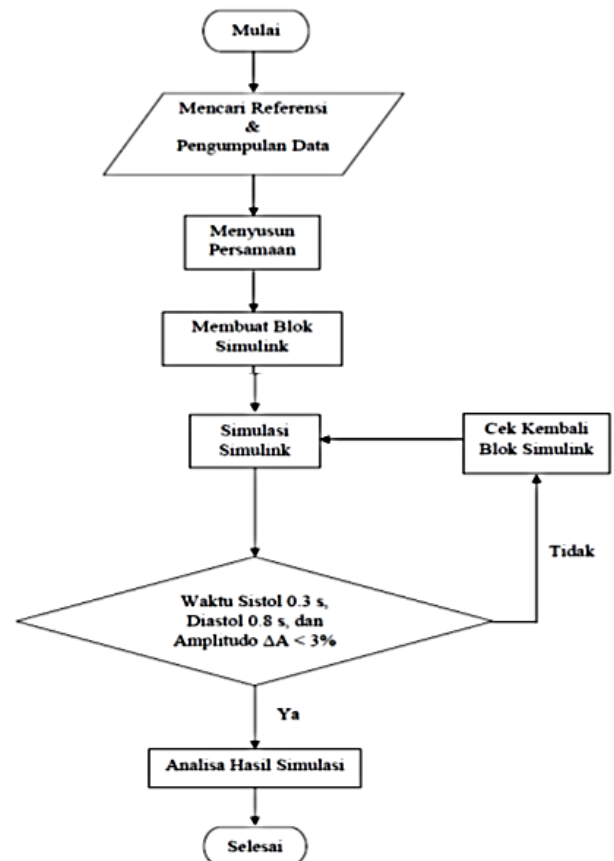 Mulai
Mencari Referensi
&
Pengumpulan Data
Menyusun
Persamaan
Membuat Blok
Simulink
Simulasi
Simulink
Cek Kembali
Blok Simulink
Tidak
Waktu Sistol 0.3 s,
Diastol 0.8 s, dan
Amplitudo ΔA < 3%
Ya
Analisa Hasil Simulasi
Selesai